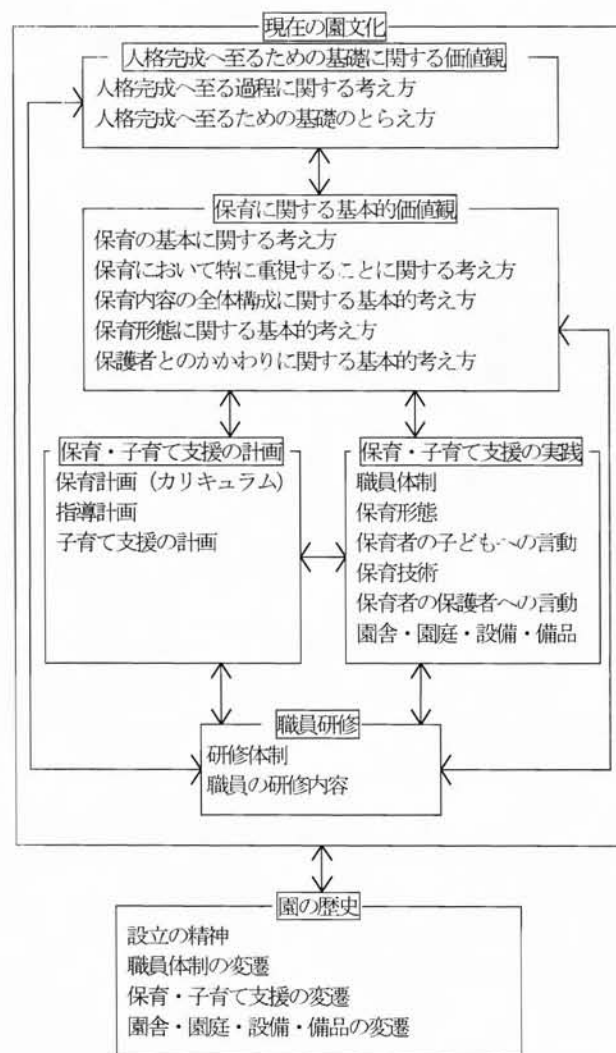 現在の園文化
人格完成へ至るための基礎に関する価値観
人格完成へ至る過程に関する考え方
人格完成へ至るための基礎のとらえ方
保育に関する基本的価値観
保育の基本に関する考え方
保育において特に重視することに関する考え方
保育内容の全体構成に関する基本的考え方
保育形態に関する基本的考え方
保護者とのかかわりに関する基本的考え方
保育・子育て支援の計画
保育計画（カリキュラム）
指導計画
子育て支援の計画
保育・子育て支援の実践
職員体制
保育形態
保育者の子どもへの言動
保育技術
保育者の保護者への言動
園舎・園庭・設備・備品
職員研修
研修体制
職員の研修内容
園の歴史
設立の精神
職員体制の変遷
保育・子育て支援の変遷
園舎・園庭・設備・備品の変遷